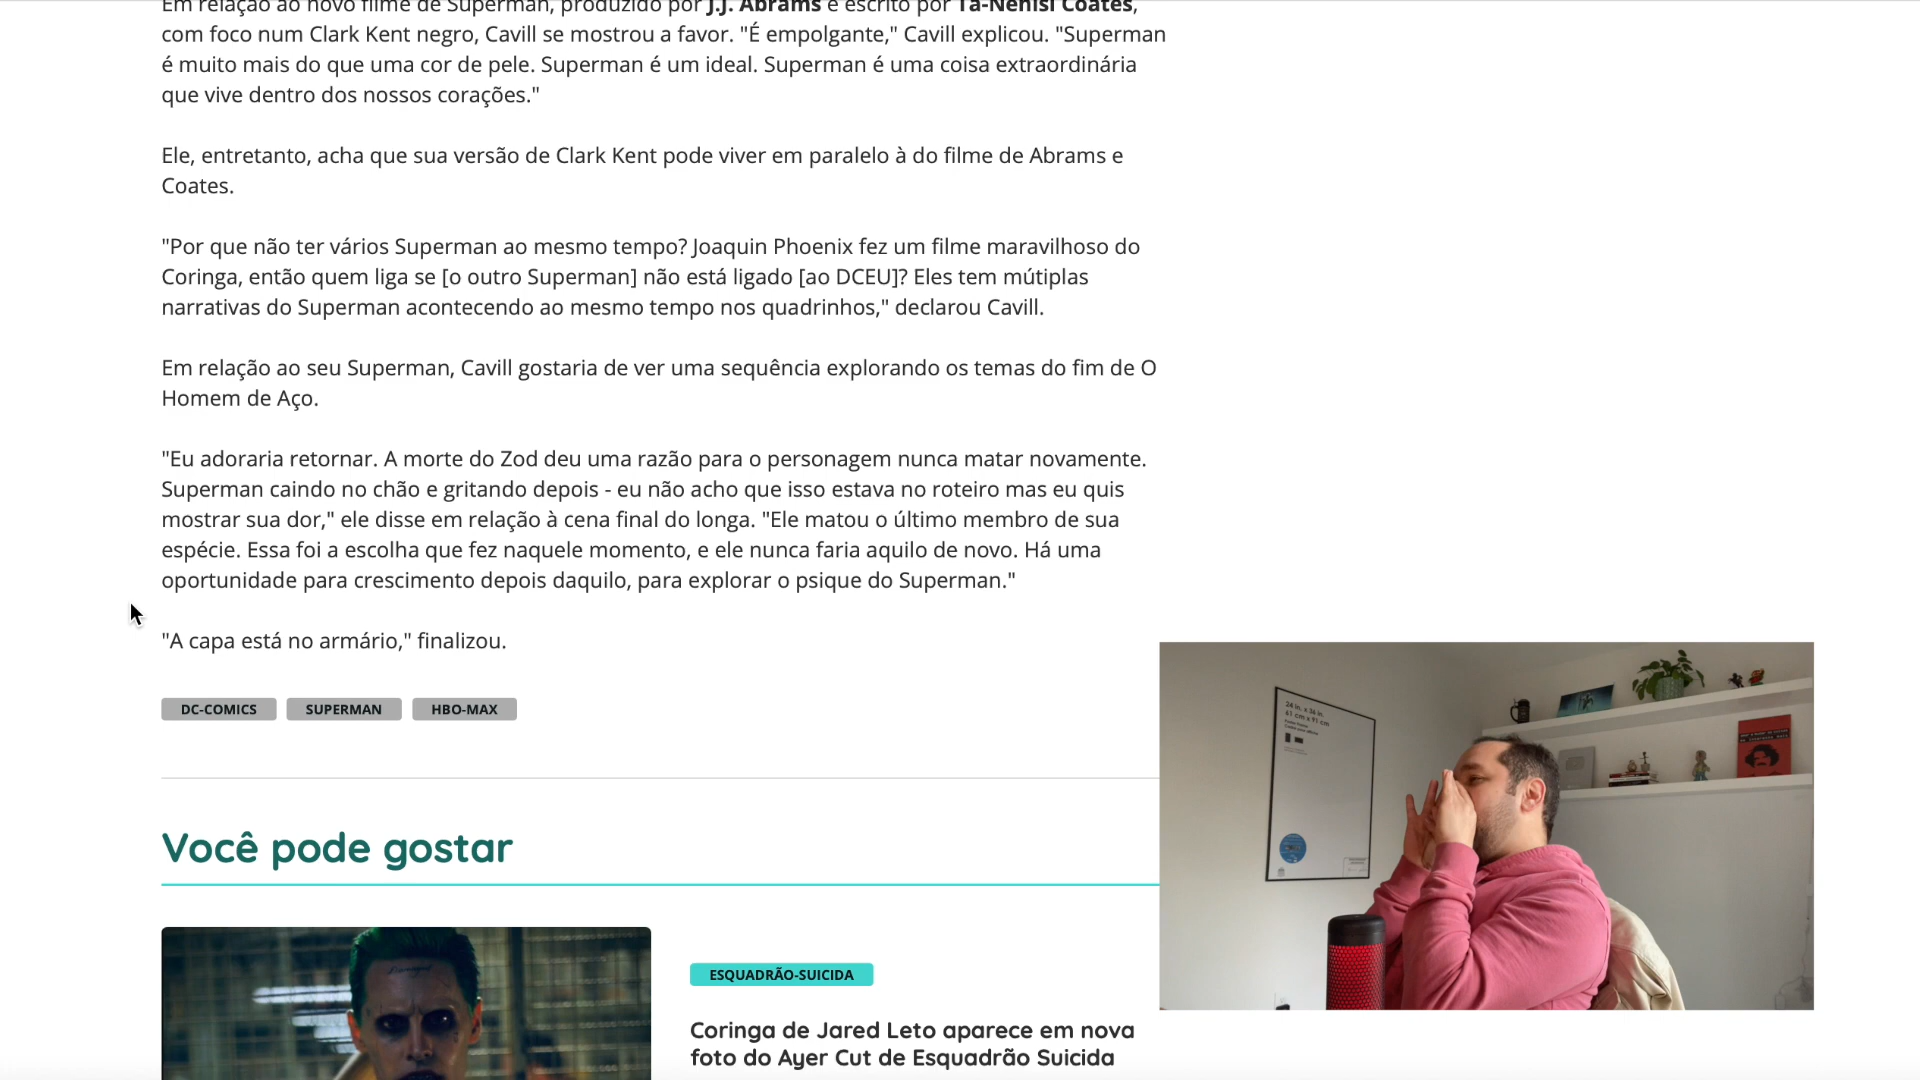 Em relação ao novo filme de Superman, produzido por J.J. Abrams e escrito por Ta-Nehisi Coates,
com foco num Clark Kent negro, Cavill se mostrou a favor. "É empolgante," Cavill explicou. "Superman
é muito mais do que uma cor de pele. Superman é um ideal. Superman é uma coisa extraordinária
que vive dentro dos nossos corações."
Ele, entretanto, acha que sua versão de Clark Kent pode viver em paralelo à do filme de Abrams e
Coates.
"Por que não ter vários Superman ao mesmo tempo? Joaquin Phoenix fez um filme maravilhoso do
Coringa, então quem liga se [o outro Superman] não está ligado [ao DCEU]? Eles tem mútiplas
narrativas do Superman acontecendo ao mesmo tempo nos quadrinhos," declarou Cavill.
Em relação ao seu Superman, Cavill gostaria de ver uma sequência explorando os temas do fim de O
Homem de Aço.
"Eu adoraria retornar. A morte do Zod deu uma razão para o personagem nunca matar novamente.
Superman caindo no chão e gritando depois - eu não acho que isso estava no roteiro mas eu quis
mostrar sua dor," ele disse em relação à cena final do longa. "Ele matou o último membro de sua
espécie. Essa foi a escolha que fez naquele momento, e ele nunca faria aquilo de novo. Há uma
oportunidade para crescimento depois daquilo, para explorar o psique do Superman."
"A capa está no armário," finalizou.
DC-COMICS SUPERMAN HBO-MAX
24 in. x 36 in.
61 cm x 91 cm
Você pode gostar
ESQUADRÃO-SUICIDA
Coringa de Jared Leto aparece em nova
foto do Ayer Cut de Esquadrão Suicida